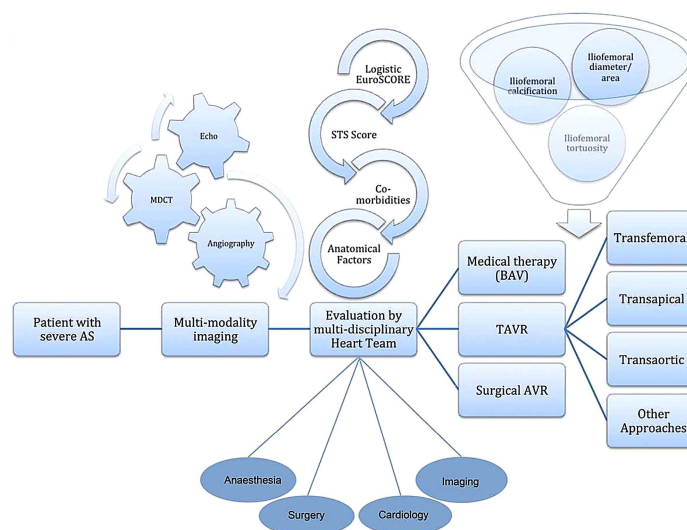 Echo
MDCT
Angiography
Logistic
EuroSCORE
STS Score
Co-
morbidities
Anatomical
Factors
Iliofemoral
calcification
Iliofemoral
diameter/
area
Iliofemoral
tortuosity
Patient with
severe AS
Multi-modality
imaging
Evaluation by
multi-disciplinary
Heart Team
Medical therapy
(BAV)
TAVR
Surgical AVR
Transfemoral
Transapical
Transaortic
Other
Approaches
Anaesthesia
Surgery
Cardiology
Imaging